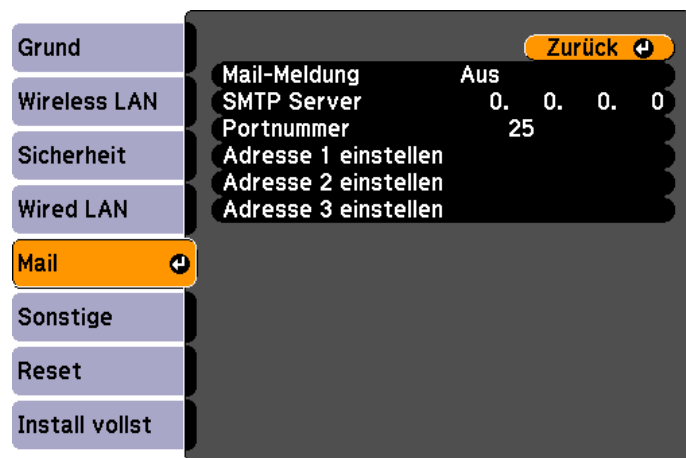 Grund
Wireless LAN
Sicherheit
Wired LAN
Mail
Sonstige
Reset
Install vollst
Zurück
Mail-Meldung Aus
SMTP Server 0. 0. 0. 0
Portnummer 25
Adresse 1 einstellen
Adresse 2 einstellen
Adresse 3 einstellen